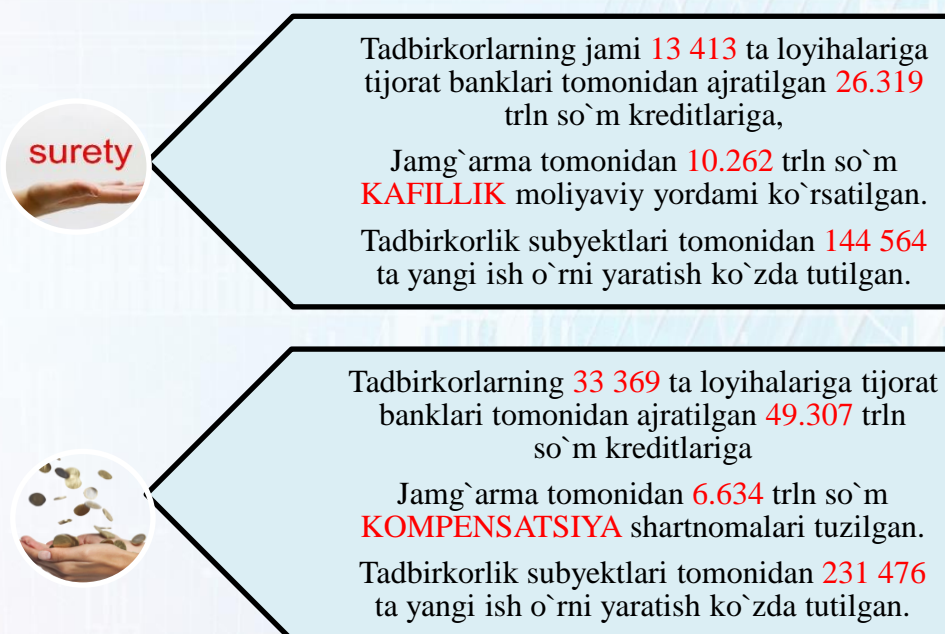 surety
Tadbirkorlarning jami 13 413 ta loyihalariga
tijorat banklari tomonidan ajratilgan 26.319
trln so`m kreditlariga,
Jamg`arma tomonidan 10.262 trln so`m
KAFILLIK moliyaviy yordami ko`rsatilgan.
Tadbirkorlik subyektlari tomonidan 144 564
ta yangi ish o`rni yaratish ko`zda tutilgan.
Tadbirkorlarning 33 369 ta loyihalariga tijorat
banklari tomonidan ajratilgan 49.307 trln
so`m kreditlariga
Jamg`arma tomonidan 6.634 trln so`m
KOMPENSATSIYA shartnomalari tuzilgan.
Tadbirkorlik subyektlari tomonidan 231 476
ta yangi ish o`rni yaratish ko`zda tutilgan.